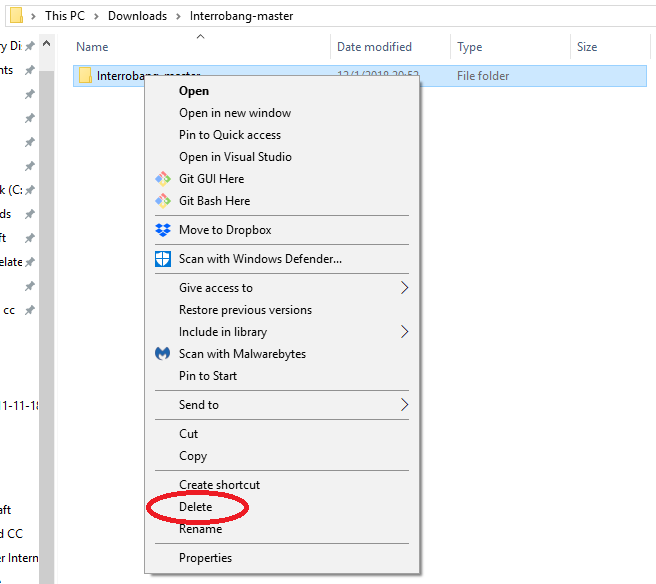 This PC > Downloads > Interrobang-master
Name Date modified Type Size
Interrobang-master 12/1/2018 20:52 File folder
Open
Open in new window
Pin to Quick access
Open in Visual Studio
Git GUI Here
Git Bash Here
Move to Dropbox
Scan with Windows Defender...
Give access to
Restore previous versions
Include in library
Scan with Malwarebytes
Pin to Start
Send to
Cut
Copy
Create shortcut
Delete
Rename
Properties
ry Di
nts
k (C:
ds
ft
elate
cc
11-11-18
aft
d CC
er Intern